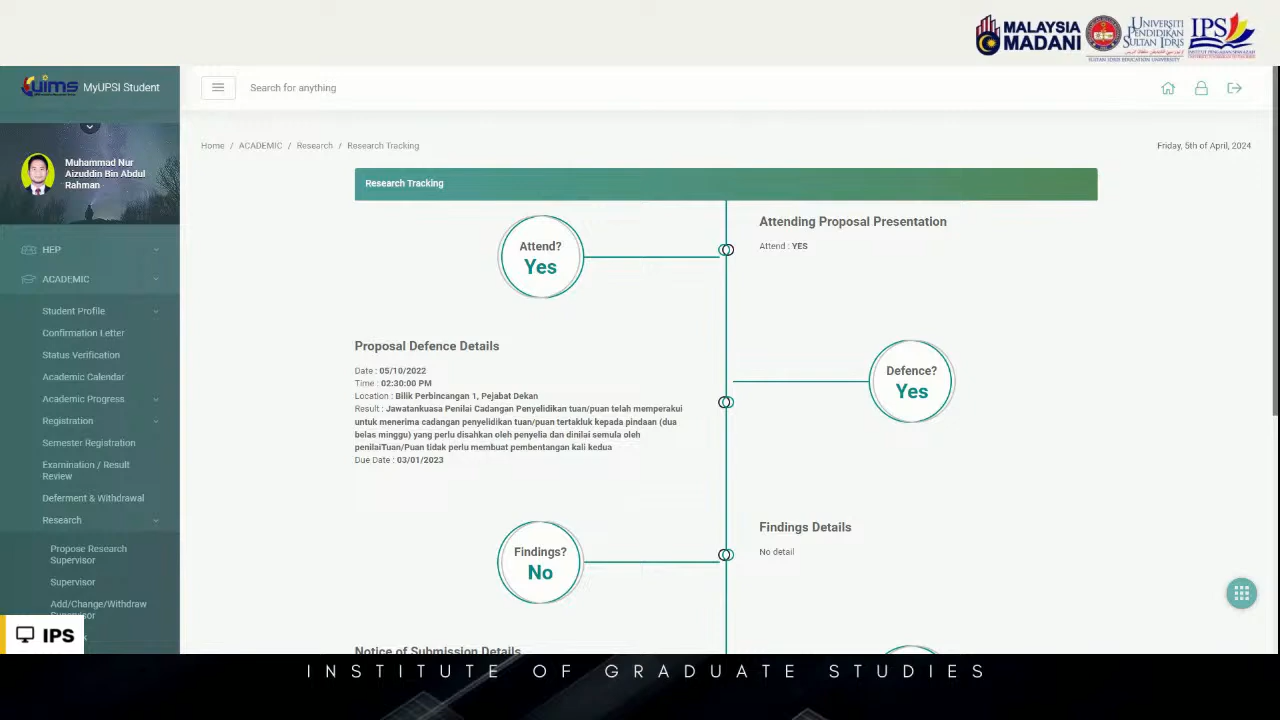 MALAYSIA
MADANI
UNIVERSITI
PENDIDIKAN
SULTAN IDRIS
SULTAN IDRIS EDUCATION UNIVERSITY
IPS
uims MyUPSI Student
Search for anything
Muhammad Nur
Aizuddin Bin Abdul
Rahman
Home / ACADEMIC / Research / Research Tracking
Friday, 5th of April, 2024
HEP
ACADEMIC
Student Profile
Confirmation Letter
Status Verification
Academic Calendar
Academic Progress
Registration
Semester Registration
Examination / Result
Review
Deferment & Withdrawal
Research
Propose Research
Supervisor
Supervisor
Add/Change/Withdraw
Research Tracking
Attend?
Yes
Attending Proposal Presentation
Attend : YES
Proposal Defence Details
Date : 05/10/2022
Time : 02:30:00 PM
Location : Bilik Perbincangan 1, Pejabat Dekan
Result : Jawatankuasa Penilai Cadangan Penyelidikan tuan/puan telah memperakui
untuk menerima cadangan penyelidikan tuan/puan tertakluk kepada pindaan (dua
belas minggu) yang perlu disahkan oleh penyelia dan dinilai semula oleh
penilaiTuan/Puan tidak perlu membuat pembentangan kali kedua
Due Date : 03/01/2023
Defence?
Yes
Findings?
No
Findings Details
No detail
Notice of Submission Details
IPS
INSTITUTE OF GRADUATE STUDIES